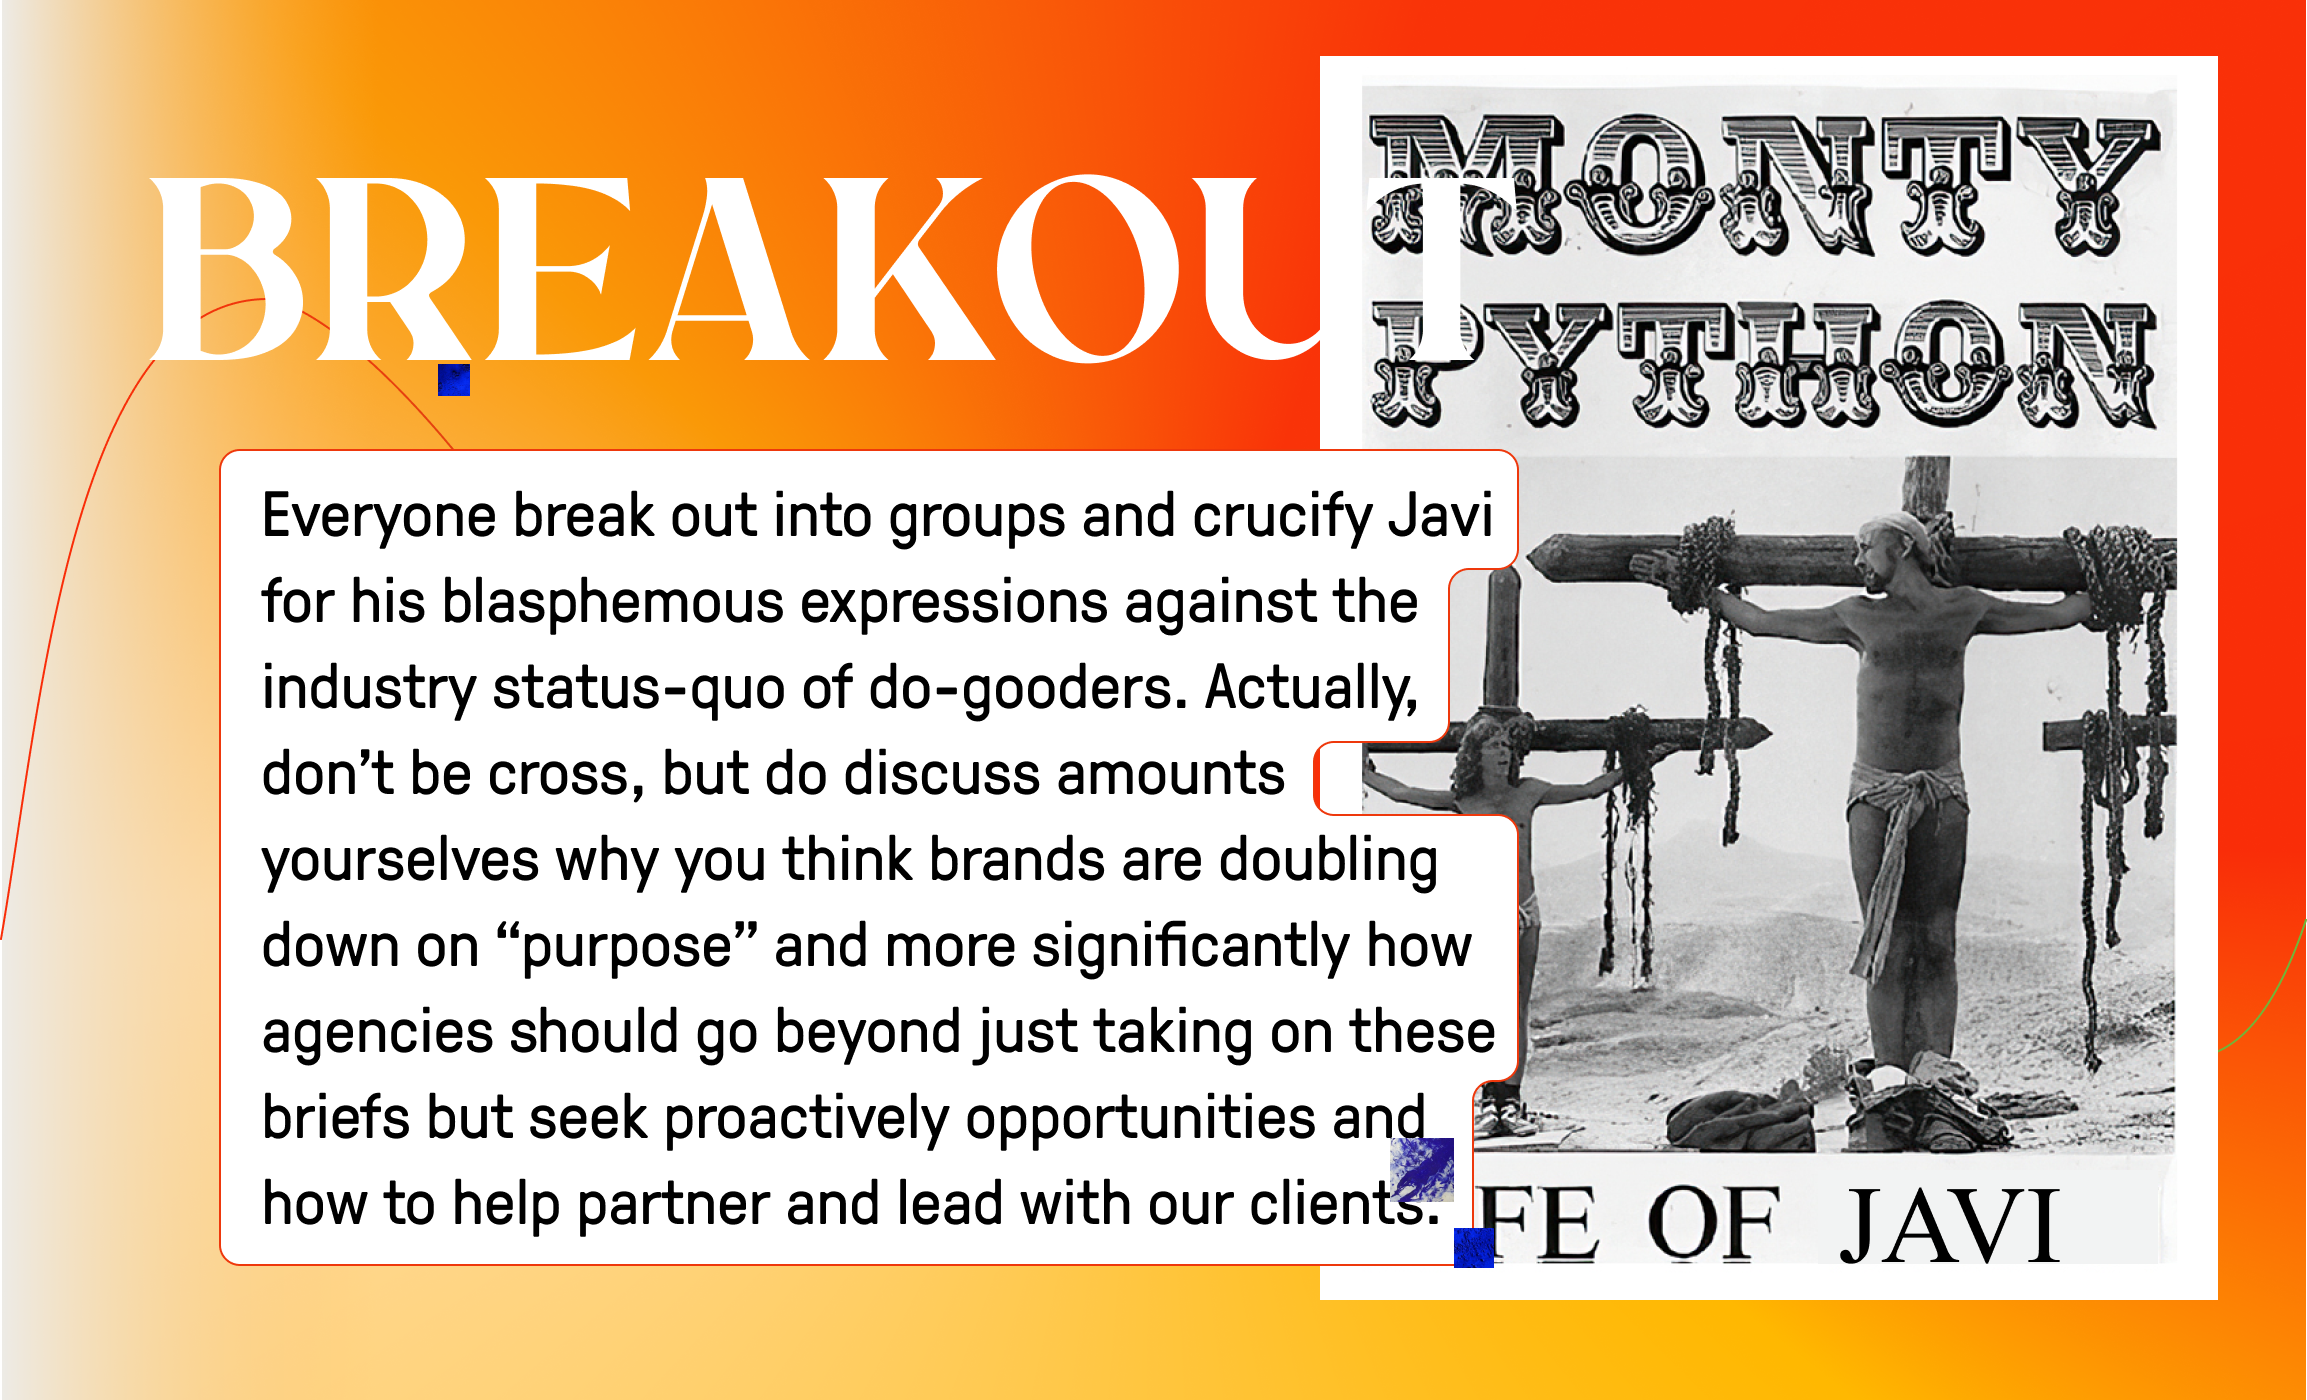 BREAKOUT
MONTY
PYTHON
Everyone break out into groups and crucify Javi
for his blasphemous expressions against the
industry status-quo of do-gooders. Actually,
don’t be cross, but do discuss amounts
yourselves why you think brands are doubling
down on “purpose” and more significantly how
agencies should go beyond just taking on these
briefs but seek proactively opportunities and
how to help partner and lead with our clients.
FE OF JAVI